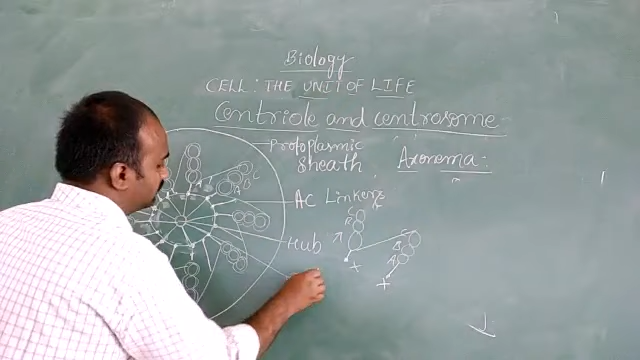 Biology
CELL: THE UNIT OF LIFE
Centriole and centrosome
Protoplasmic
sheath
Axonema
AC Linkers
Hub